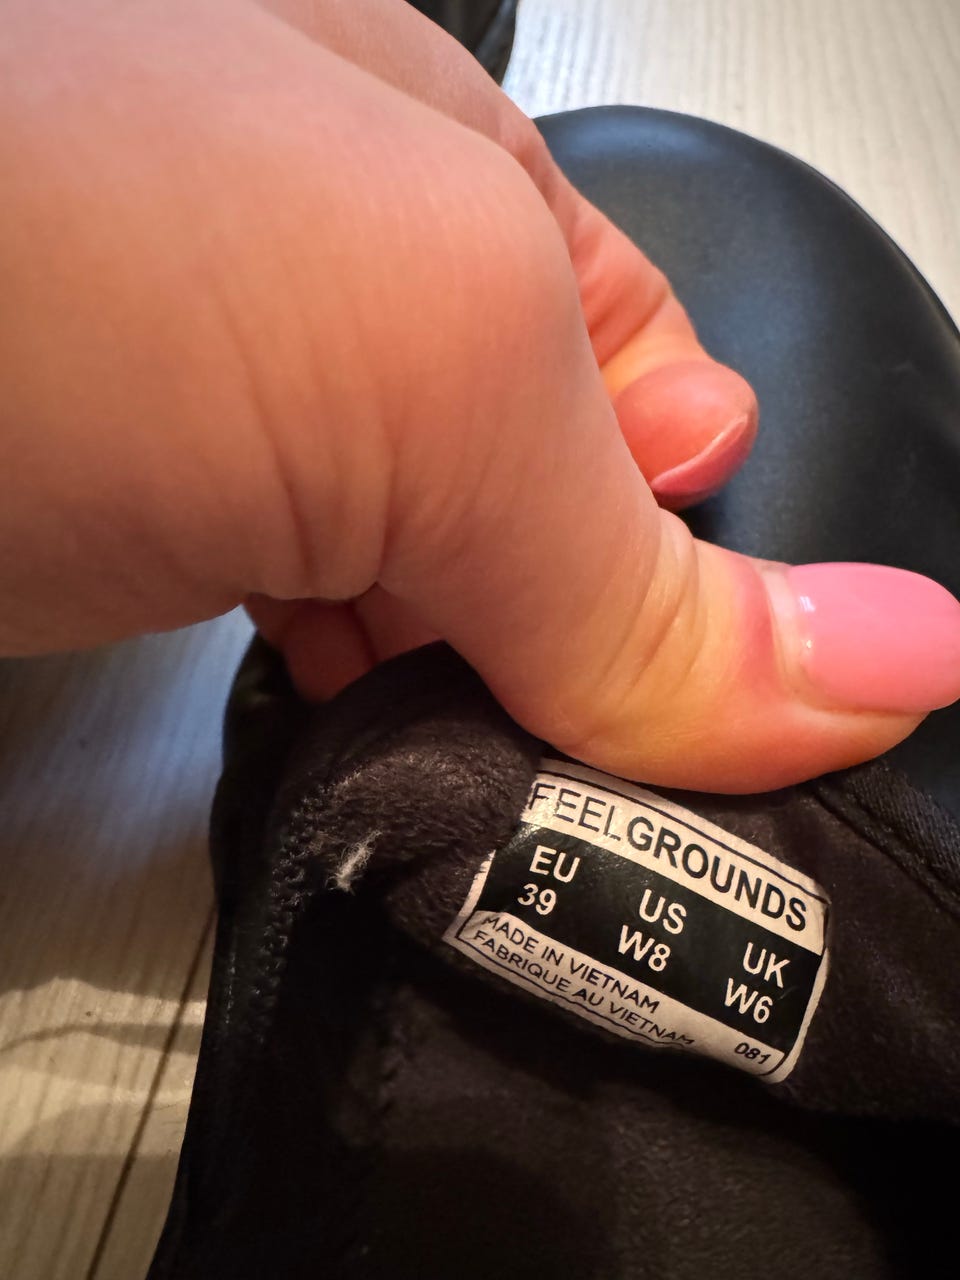 FEELGROUNDS
EU US UK
39 W8 W6
MADE IN VIETNAM
FABRIQUE AU VIETNAM 081